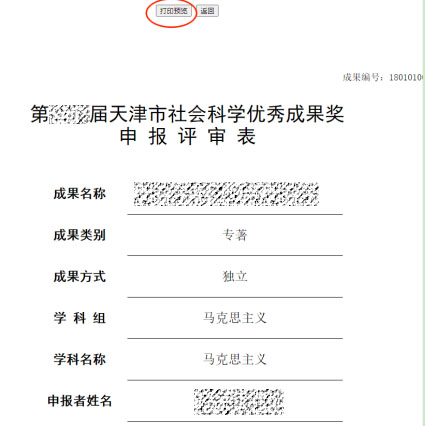 打印预览 返回
成果编号：18010100
第届天津市社会科学优秀成果奖
申报评审表
成果名称
成果类别 专著
成果方式 独立
学科组 马克思主义
学科名称 马克思主义
申报者姓名